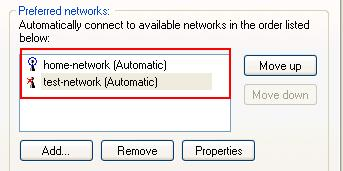 Preferred networks:
Automatically connect to available networks in the order listed
below:
home-network (Automatic)
test-network (Automatic)
Move up
Move down
Add...
Remove
Properties